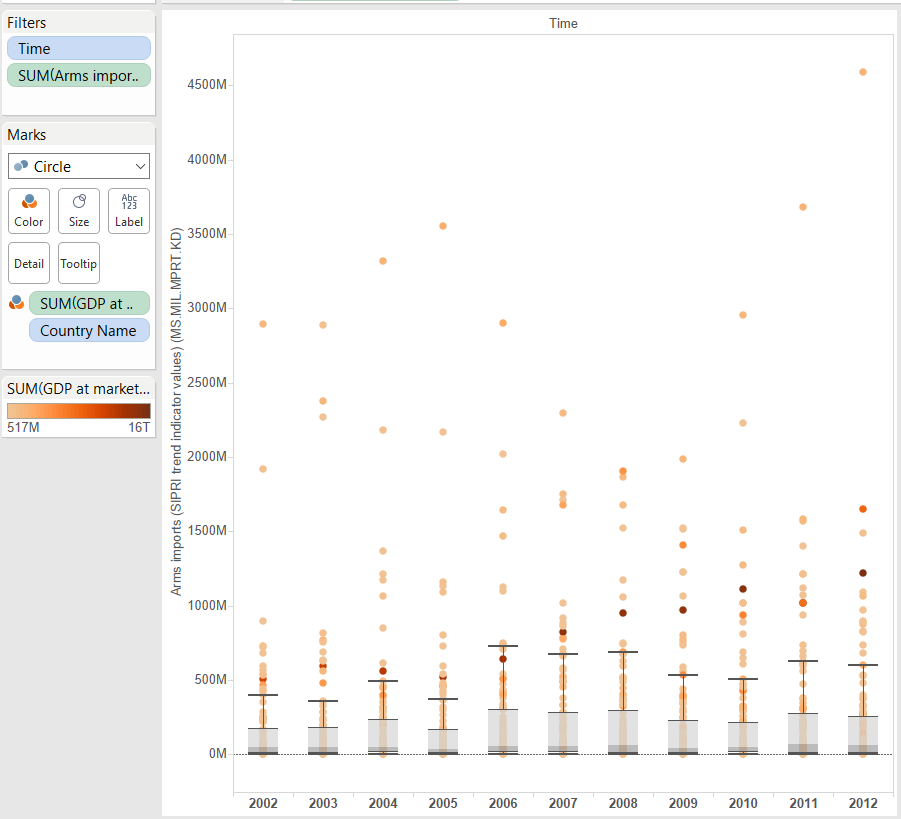 Filters
Time
SUM(Arms impor..
Marks
Circle
Color
Size
Abc
123
Label
Detail
Tooltip
SUM(GDP at ..
Country Name
SUM(GDP at market...
517M
16T
Time
Arms imports (SIPRI trend indicator values) (MS.MIL.MPRT.KD)
4500M
4000M
3500M
3000M
2500M
2000M
1500M
1000M
500M
0M
2002
2003
2004
2005
2006
2007
2008
2009
2010
2011
2012